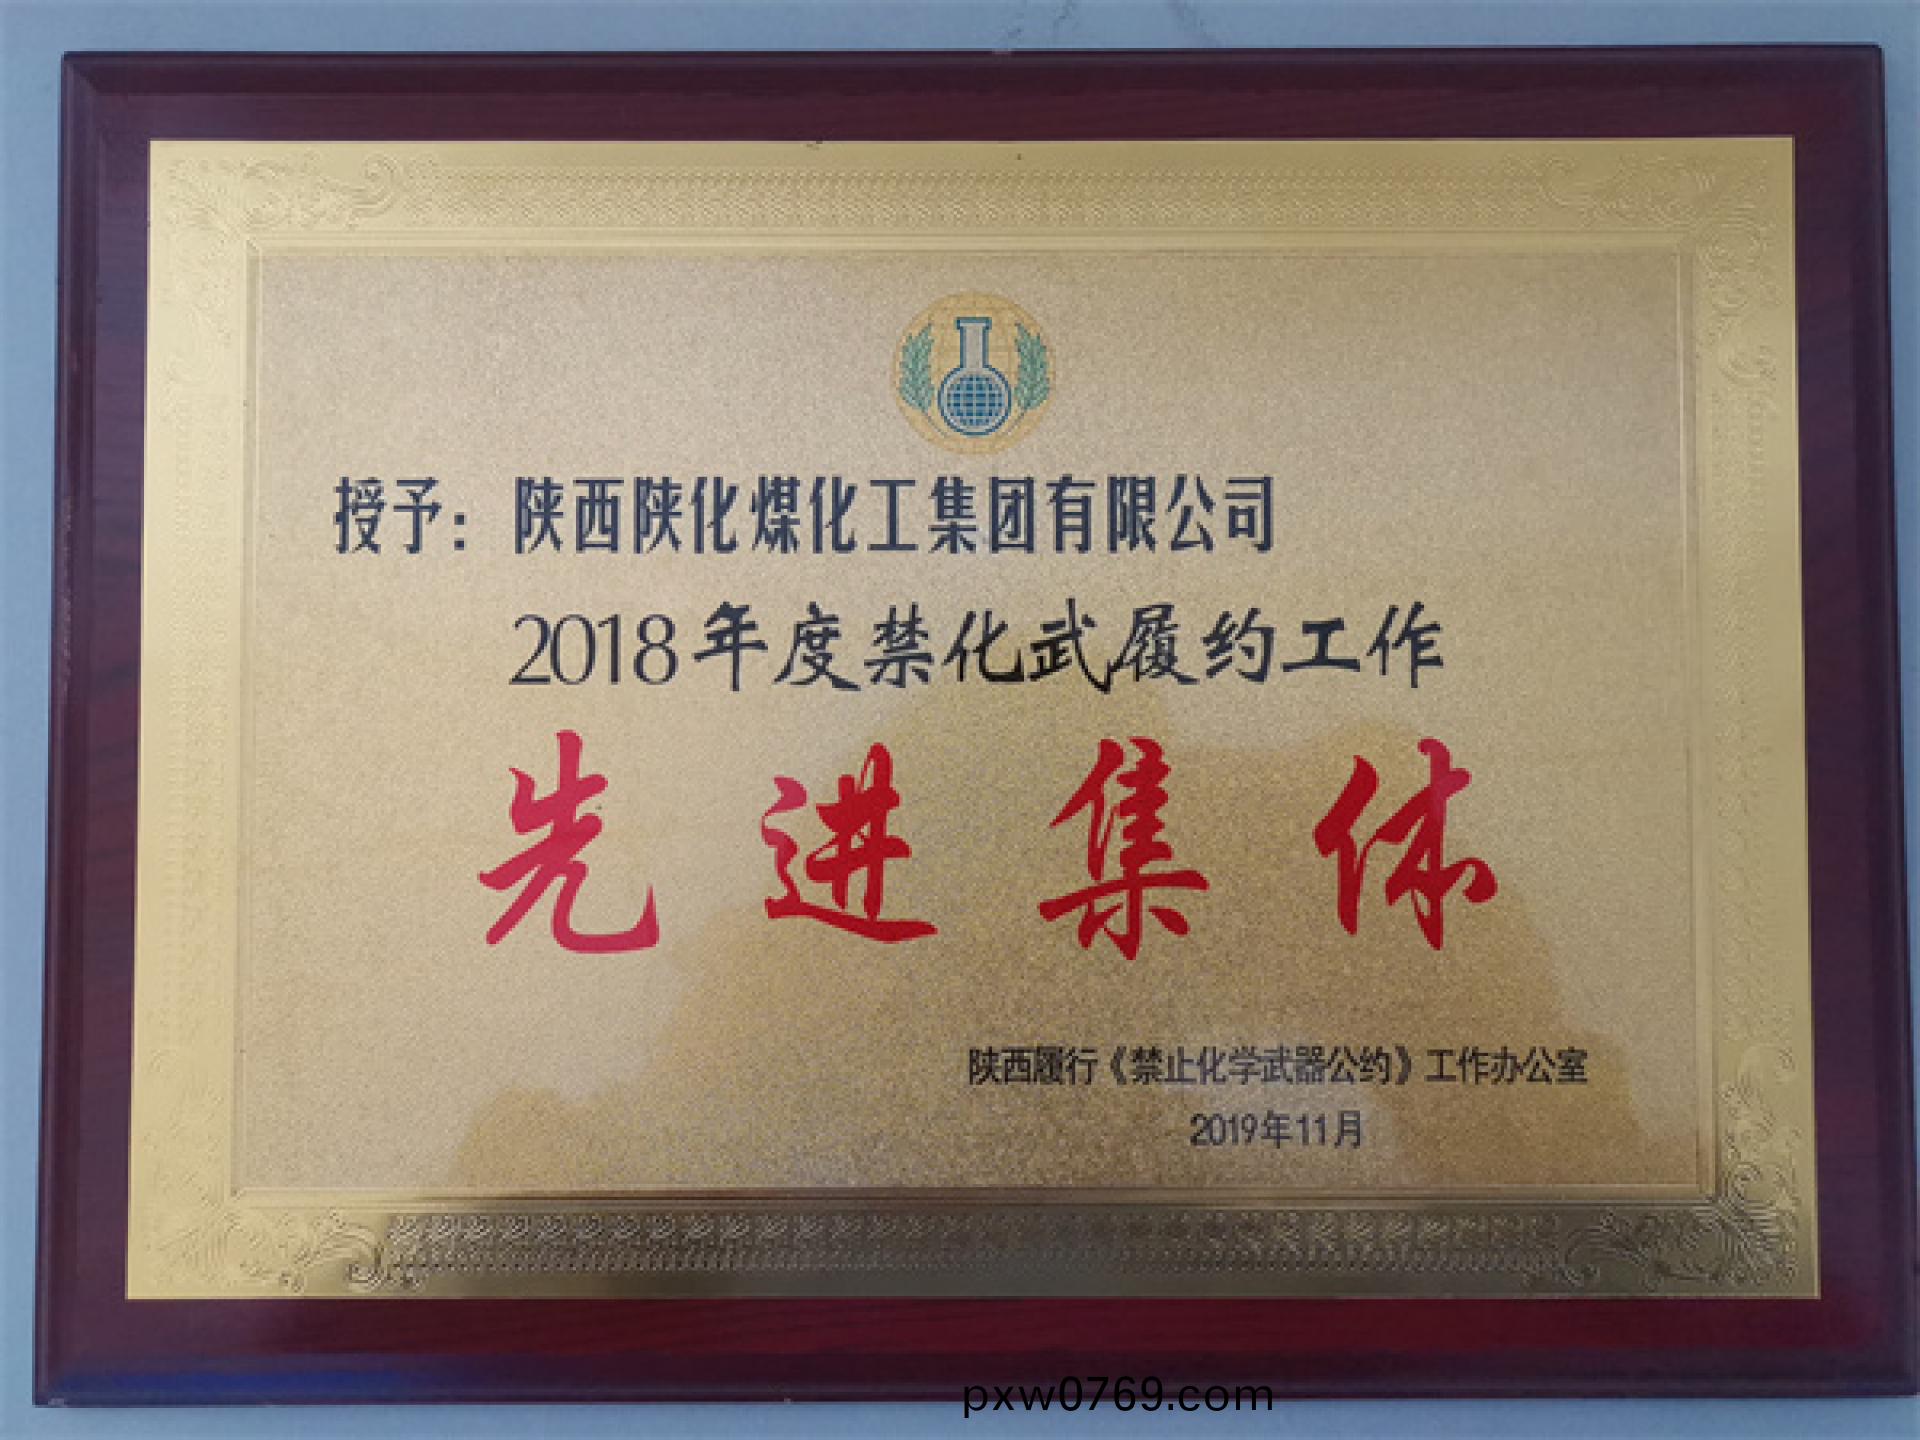 授予：陕西陕化煤化工集团有限公司
2018年度禁化武履约工作
先进集体
陕西履行《禁止化学武器公约》工作办公室
2019年11月
pxw0769.com